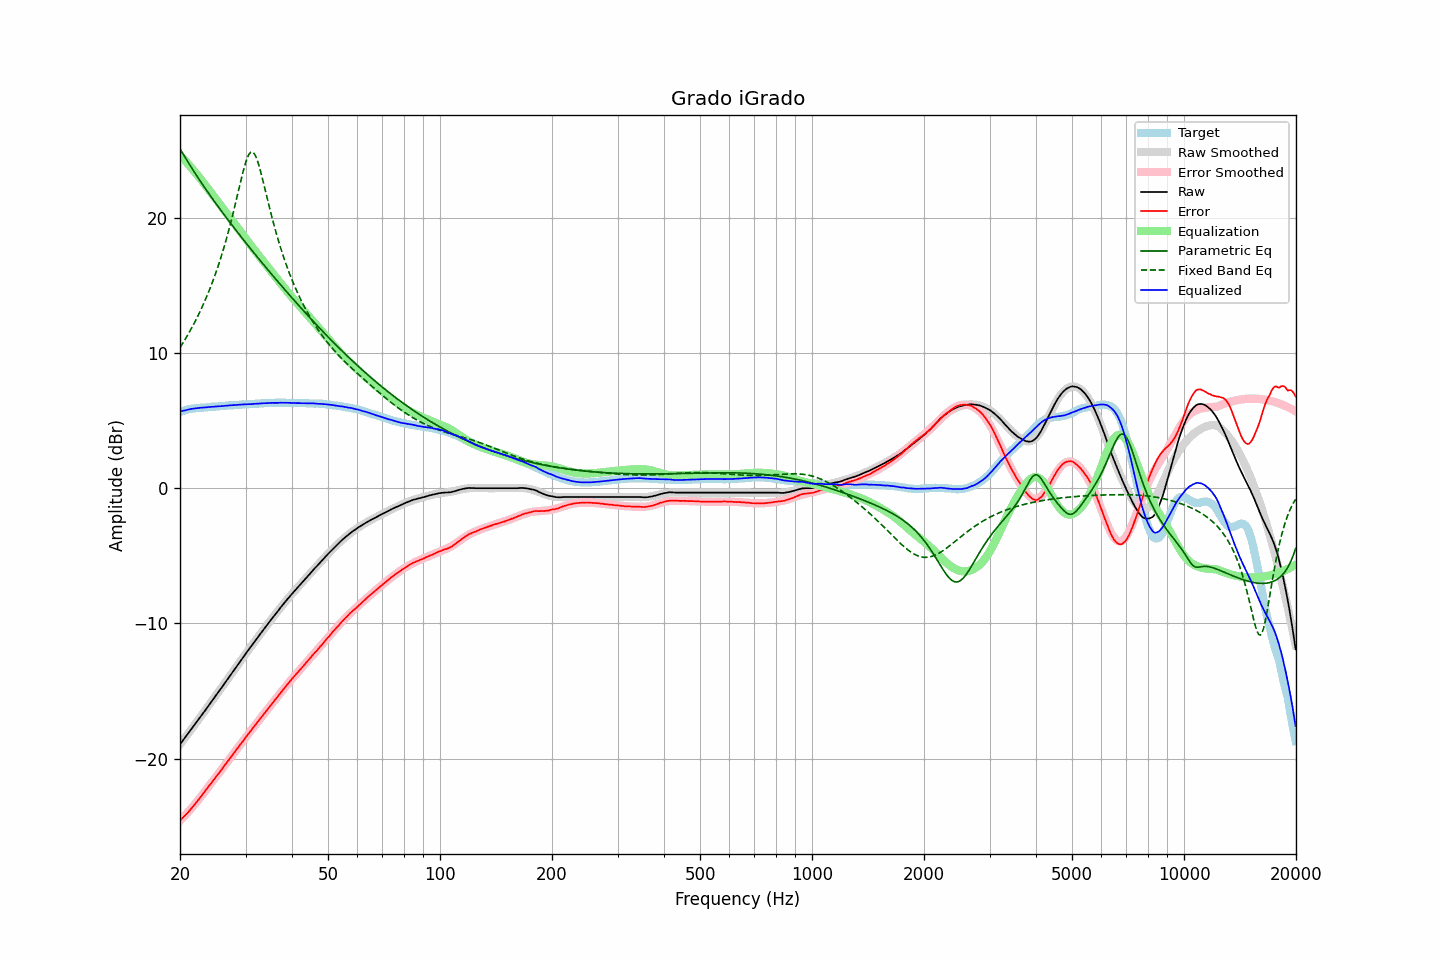 Grado iGrado
Target
Raw Smoothed
Error Smoothed
Raw
Error
Equalization
Parametric Eq
Fixed Band Eq
Equalized
20
10
0
−10
−20
Amplitude (dBr)
20
50
100
200
500
1000
2000
5000
10000
20000
Frequency (Hz)